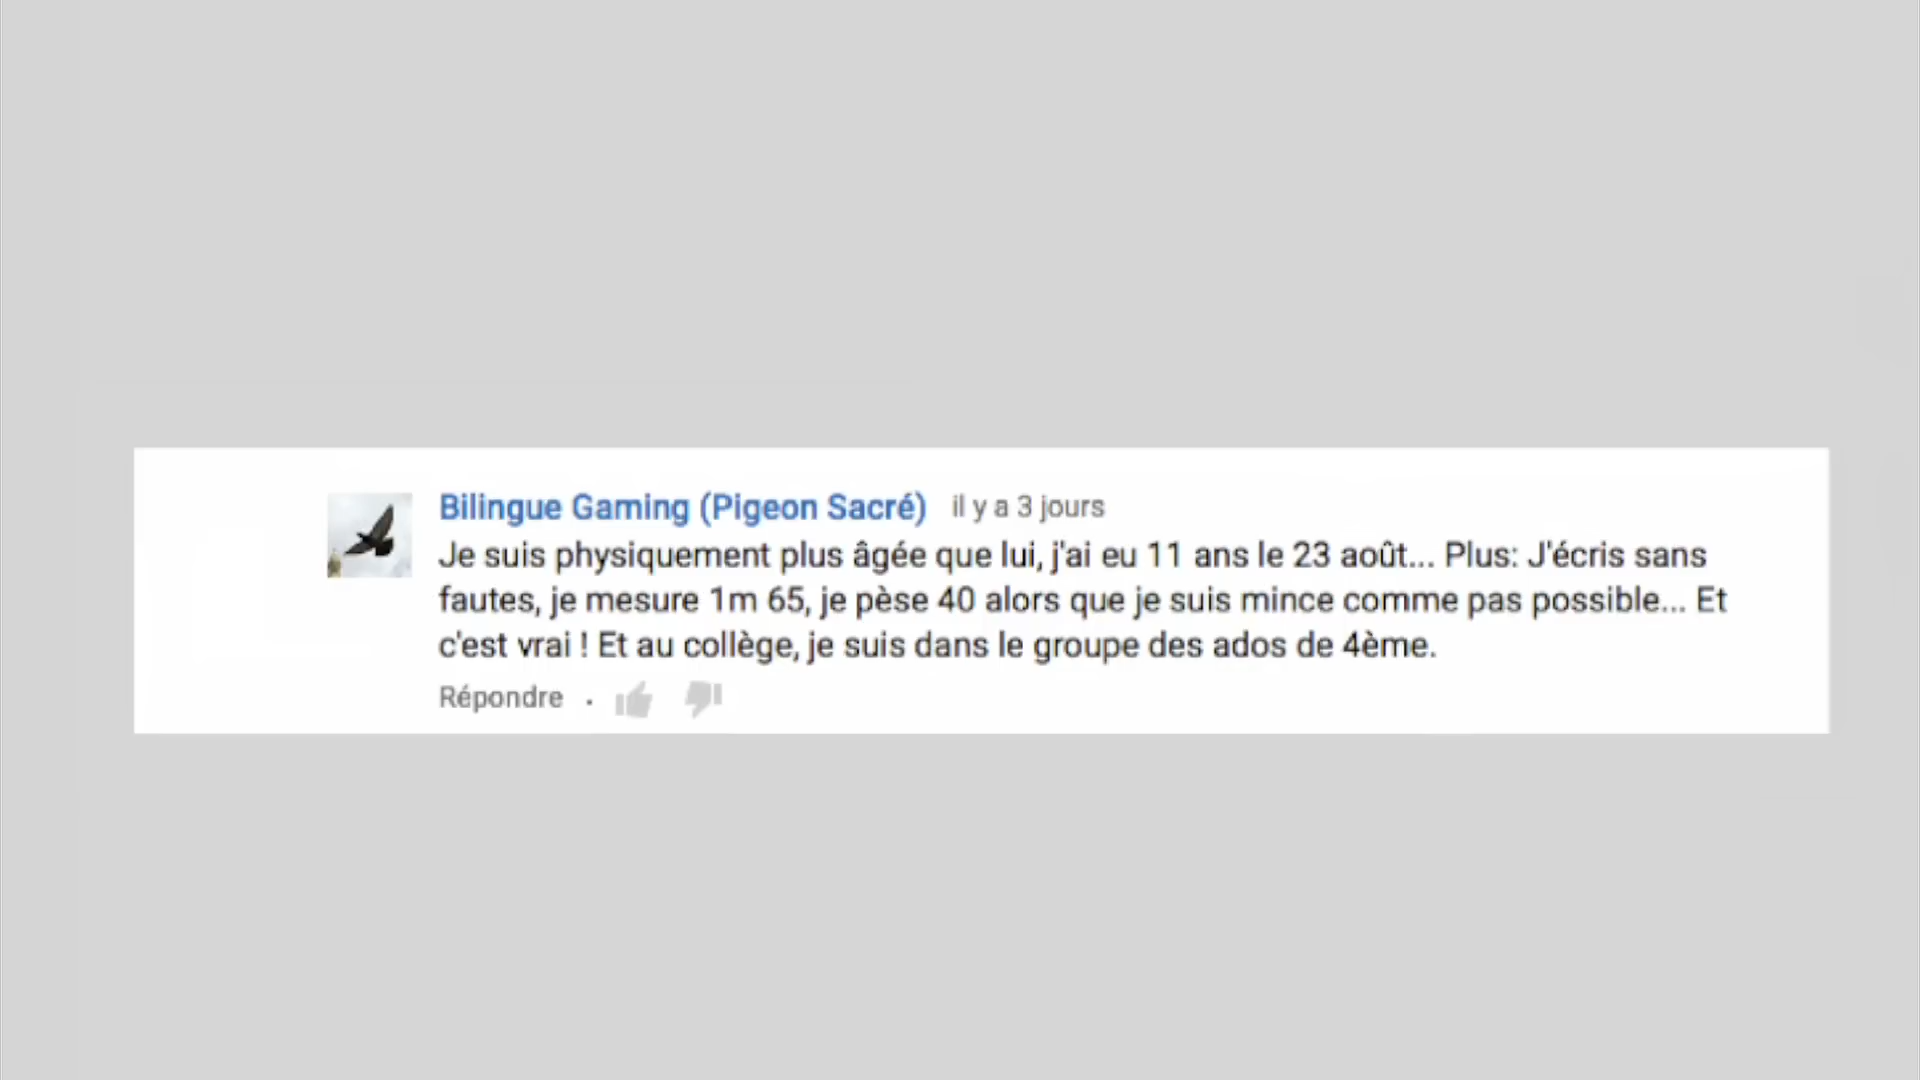 Bilingue Gaming (Pigeon Sacré) il y a 3 jours
Je suis physiquement plus âgée que lui, j'ai eu 11 ans le 23 août... Plus: J'écris sans
fautes, je mesure 1m 65, je pèse 40 alors que je suis mince comme pas possible... Et
c'est vrai ! Et au collège, je suis dans le groupe des ados de 4ème.
Répondre .